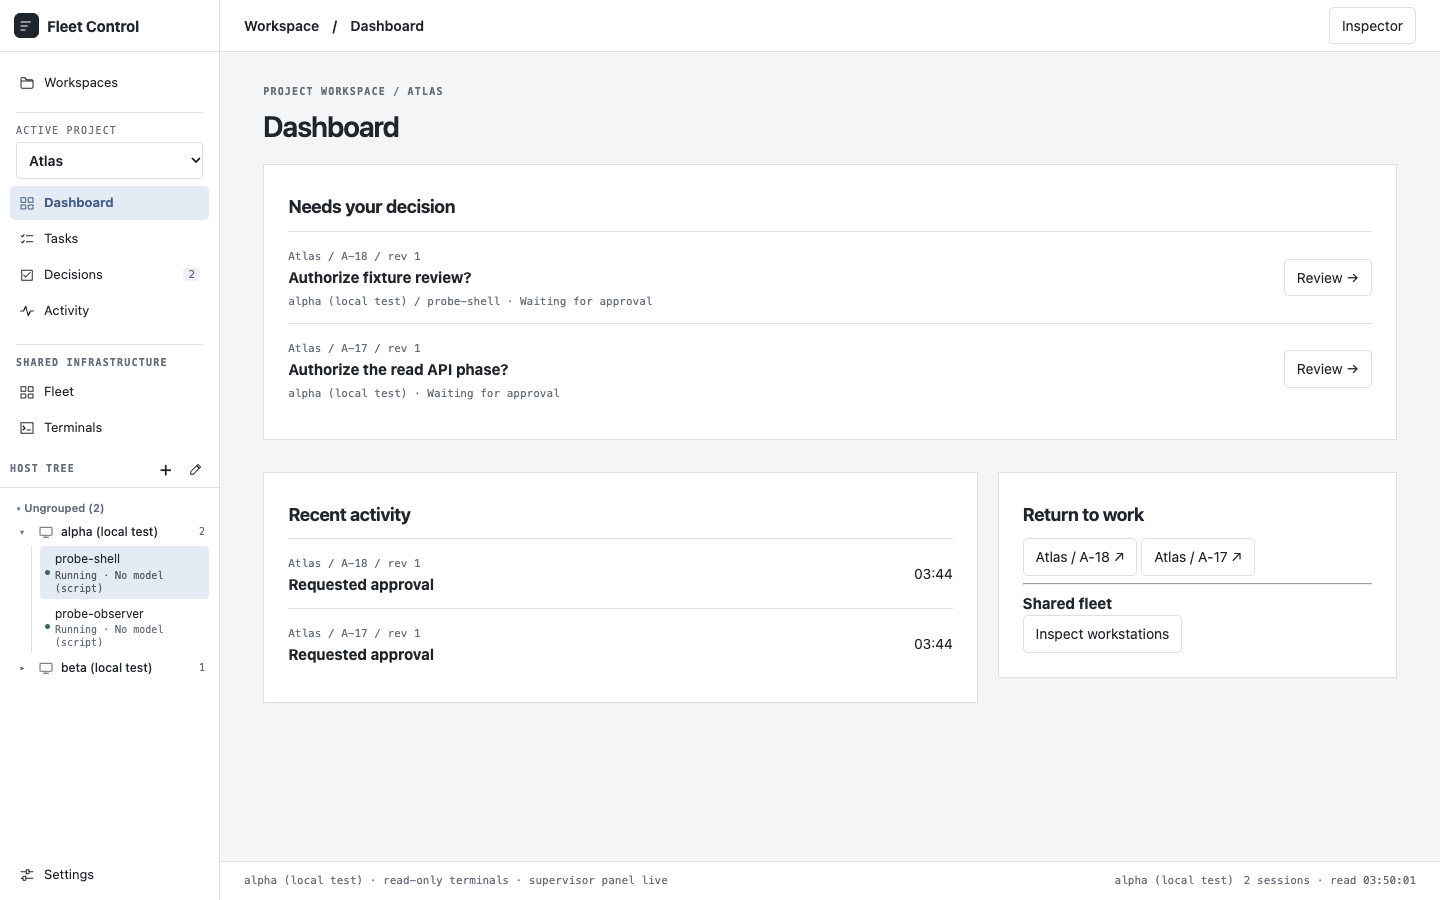 Fleet Control
Workspace / Dashboard
Inspector
Workspaces
ACTIVE PROJECT
Atlas
Dashboard
Tasks
Decisions 2
Activity
SHARED INFRASTRUCTURE
Fleet
Terminals
HOST TREE
Ungrouped (2)
alpha (local test) 2
probe-shell
Running · No model
(script)
probe-observer
Running · No model
(script)
beta (local test) 1
Settings
PROJECT WORKSPACE / ATLAS
Dashboard
Needs your decision
Atlas / A-18 / rev 1
Authorize fixture review?
alpha (local test) / probe-shell · Waiting for approval
Review →
Atlas / A-17 / rev 1
Authorize the read API phase?
alpha (local test) · Waiting for approval
Review →
Recent activity
Atlas / A-18 / rev 1
Requested approval
03:44
Atlas / A-17 / rev 1
Requested approval
03:44
Return to work
Atlas / A-18 ↗ Atlas / A-17 ↗
Shared fleet
Inspect workstations
alpha (local test) · read-only terminals · supervisor panel live
alpha (local test) 2 sessions · read 03:50:01